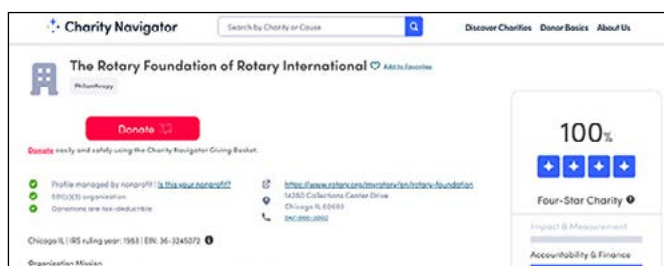 Charity Navigator
Search by Charity or Cause
Discover Charities Donor Basics About Us
The Rotary Foundation of Rotary International Add to Favorites
Philanthropy
Donate
Donate easily and safely using the Charity Navigator Giving Basket.
Profile managed by nonprofit | Is this your nonprofit?
501(c)(3) organization
Donations are tax-deductible
https://www.rotary.org/myrotary/en/rotary-foundation
14280 Collections Center Drive
Chicago IL 60693
Chicago IL | IRS ruling year: 1983 | EIN: 36-3245072
Organization Mission
100%
Four-Star Charity
Impact & Measurement
Accountability & Finance